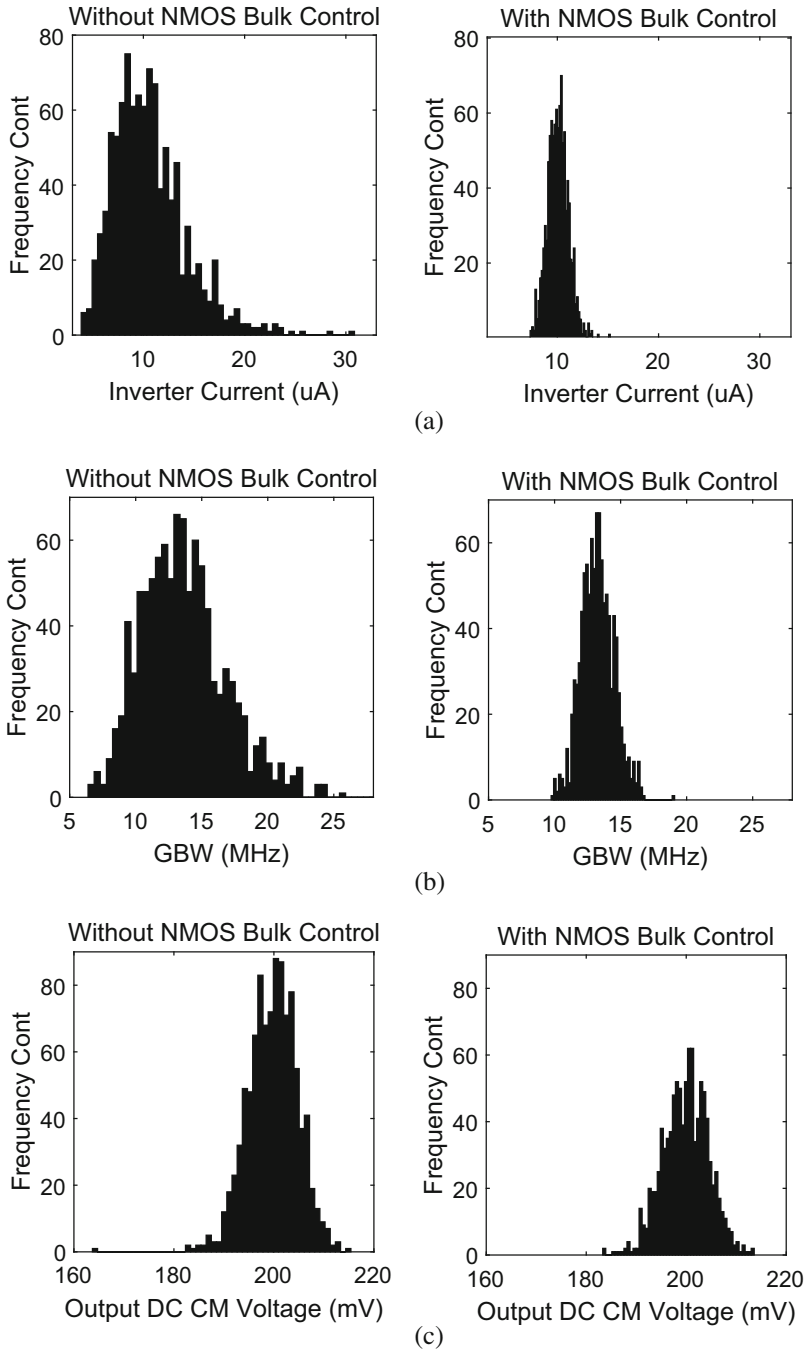 Without NMOS Bulk Control
With NMOS Bulk Control
80
60
40
20
0
Frequency Cont
10
20
30
Inverter Current (uA)
80
60
40
20
Frequency Cont
10
20
30
Inverter Current (uA)
(a)
Without NMOS Bulk Control
With NMOS Bulk Control
60
40
20
0
Frequency Cont
5
10
15
20
25
GBW (MHz)
60
40
20
0
Frequency Cont
5
10
15
20
25
GBW (MHz)
(b)
Without NMOS Bulk Control
With NMOS Bulk Control
80
60
40
20
0
Frequency Cont
160
180
200
220
Output DC CM Voltage (mV)
80
60
40
20
0
Frequency Cont
160
180
200
220
Output DC CM Voltage (mV)
(c)